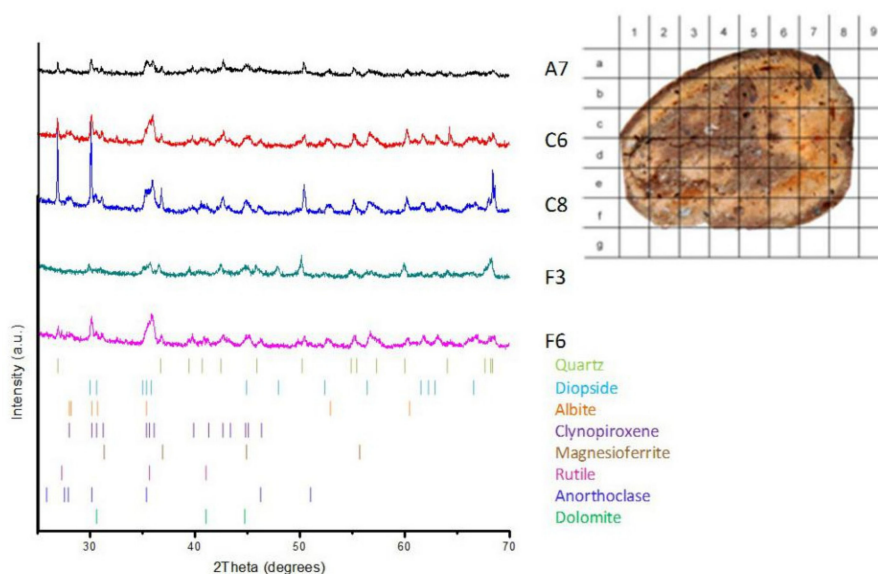 1 2 3 4 5 6 7 8 9
a
b
c
d
e
f
g
A7
C6
C8
F3
F6
Quartz
Diopside
Albite
Clynopiroxene
Magnesioferrite
Rutile
Anorthoclase
Dolomite
Intensity (a.u.)
30 40 50 60 70
2Theta (degrees)